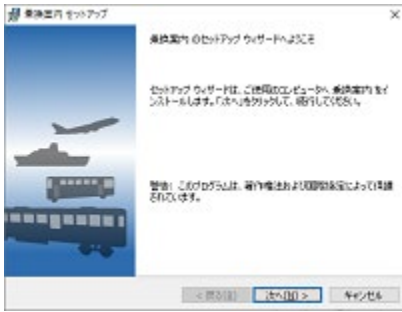 乗換案内 セットアップ
乗換案内 のセットアップ ウィザードへようこそ
セットアップ ウィザードは、ご使用のコンピュータへ 乗換案内 をイ
ンストールします。「次へ」をクリックして、続行してください。
警告: このプログラムは、著作権法および国際協定によって保護
されています。
< 戻る(B)
次へ(N) >
キャンセル